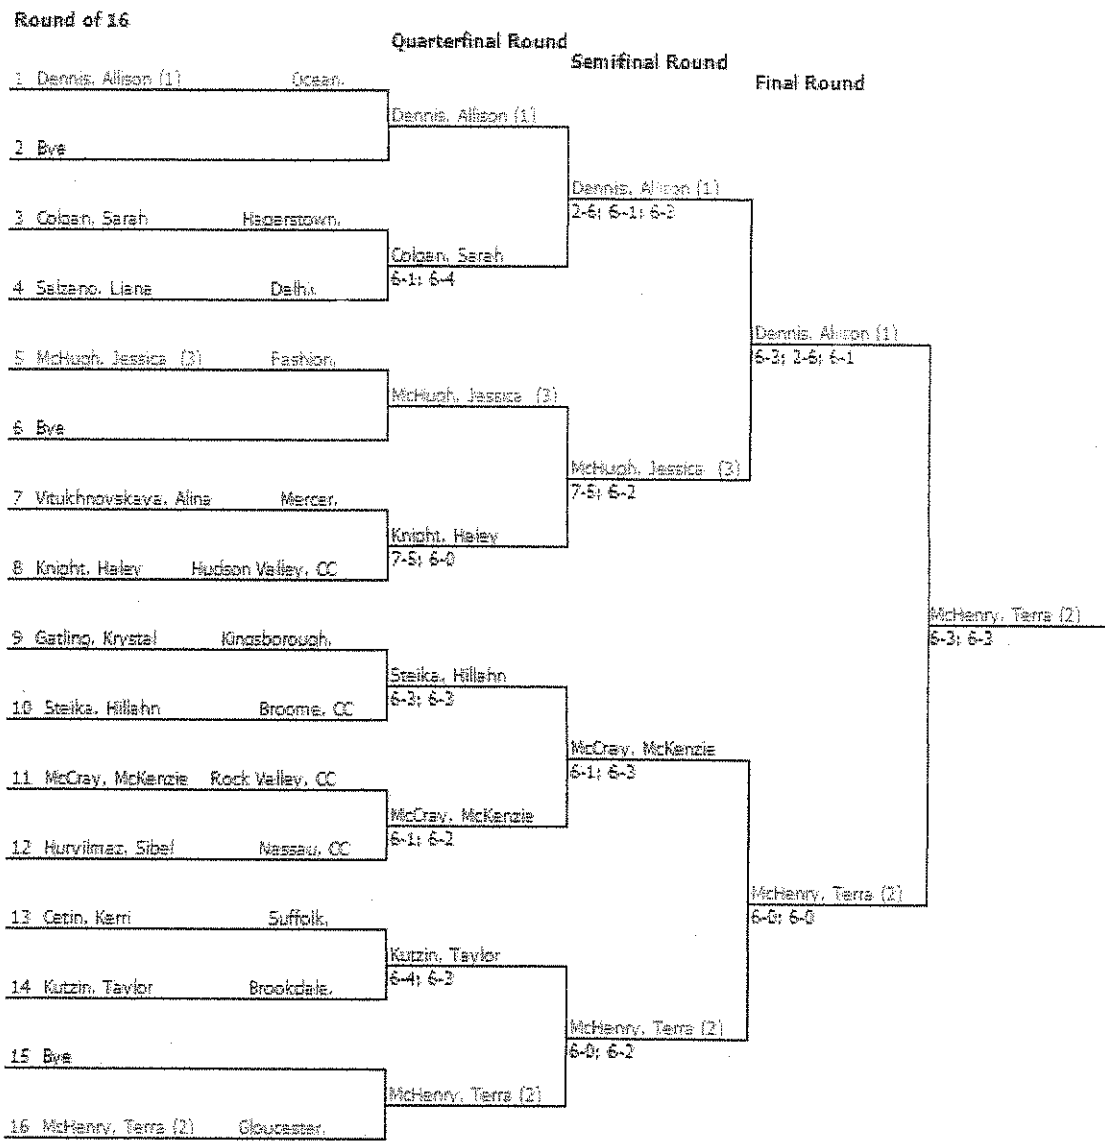 Round of 16
Quarterfinal Round
Semifinal Round
Final Round
1 Dennis, Allison (1) Ocean,
Dennis, Allison (1)
2 Bye
Dennis, Allison (1)
2-6; 6-1; 6-3
3 Colgan, Sarah Hagerstown,
Colgan, Sarah
6-1; 6-4
4 Salzano, Liana Delhi,
Dennis, Allison (1)
6-3; 2-6; 6-1
5 McHugh, Jessica (3) Fashion,
McHugh, Jessica (3)
6 Bye
McHugh, Jessica (3)
7-5; 6-2
7 Vitukhnovskaya, Alina Mercer,
Knight, Haley
7-5; 6-0
8 Knight, Haley Hudson Valley, CC
McHenry, Terra (2)
6-3; 6-3
9 Gatling, Krystal Kingsborough,
Steika, Hillahn
6-3; 6-3
10 Steika, Hillahn Broome, CC
McCray, McKenzie
6-1; 6-3
11 McCray, McKenzie Rock Valley, CC
McCray, McKenzie
6-1; 6-2
12 Huryilmaz, Sibel Nassau, CC
McHenry, Terra (2)
6-0; 6-0
13 Cetin, Kerri Suffolk,
Kutzin, Taylor
6-4; 6-3
14 Kutzin, Taylor Brookdale,
McHenry, Terra (2)
6-0; 6-2
15 Bye
McHenry, Terra (2)
16 McHenry, Terra (2) Gloucester,